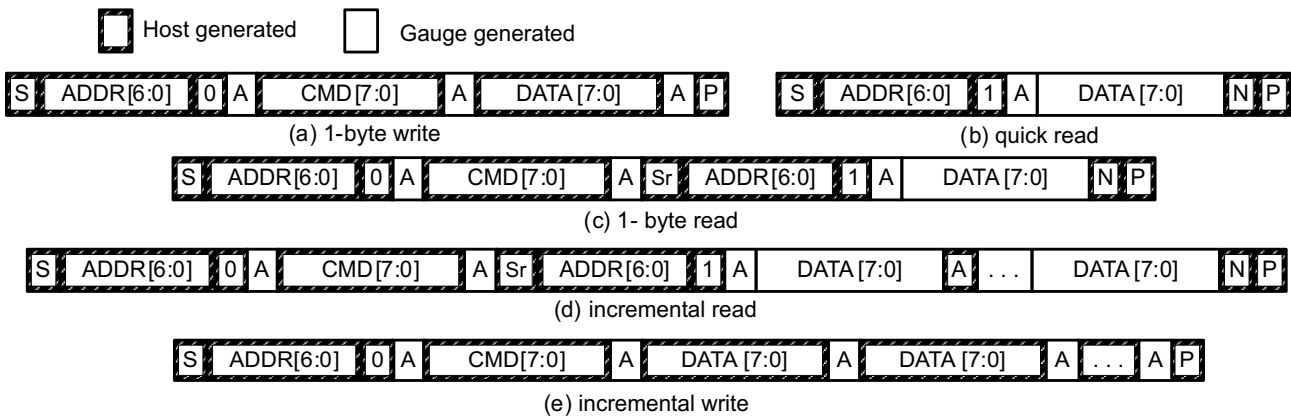 Host generated Gauge generated
S ADDR[6:0] 0 A CMD[7:0] A DATA [7:0] A P S ADDR[6:0] 1 A DATA [7:0] N P
(a) 1-byte write (b) quick read
S ADDR[6:0] 0 A CMD[7:0] A Sr ADDR[6:0] 1 A DATA [7:0] N P
(c) 1- byte read
S ADDR[6:0] 0 A CMD[7:0] A Sr ADDR[6:0] 1 A DATA [7:0] A . . . DATA [7:0] N P
(d) incremental read
S ADDR[6:0] 0 A CMD[7:0] A DATA [7:0] A DATA [7:0] A . . . A P
(e) incremental write